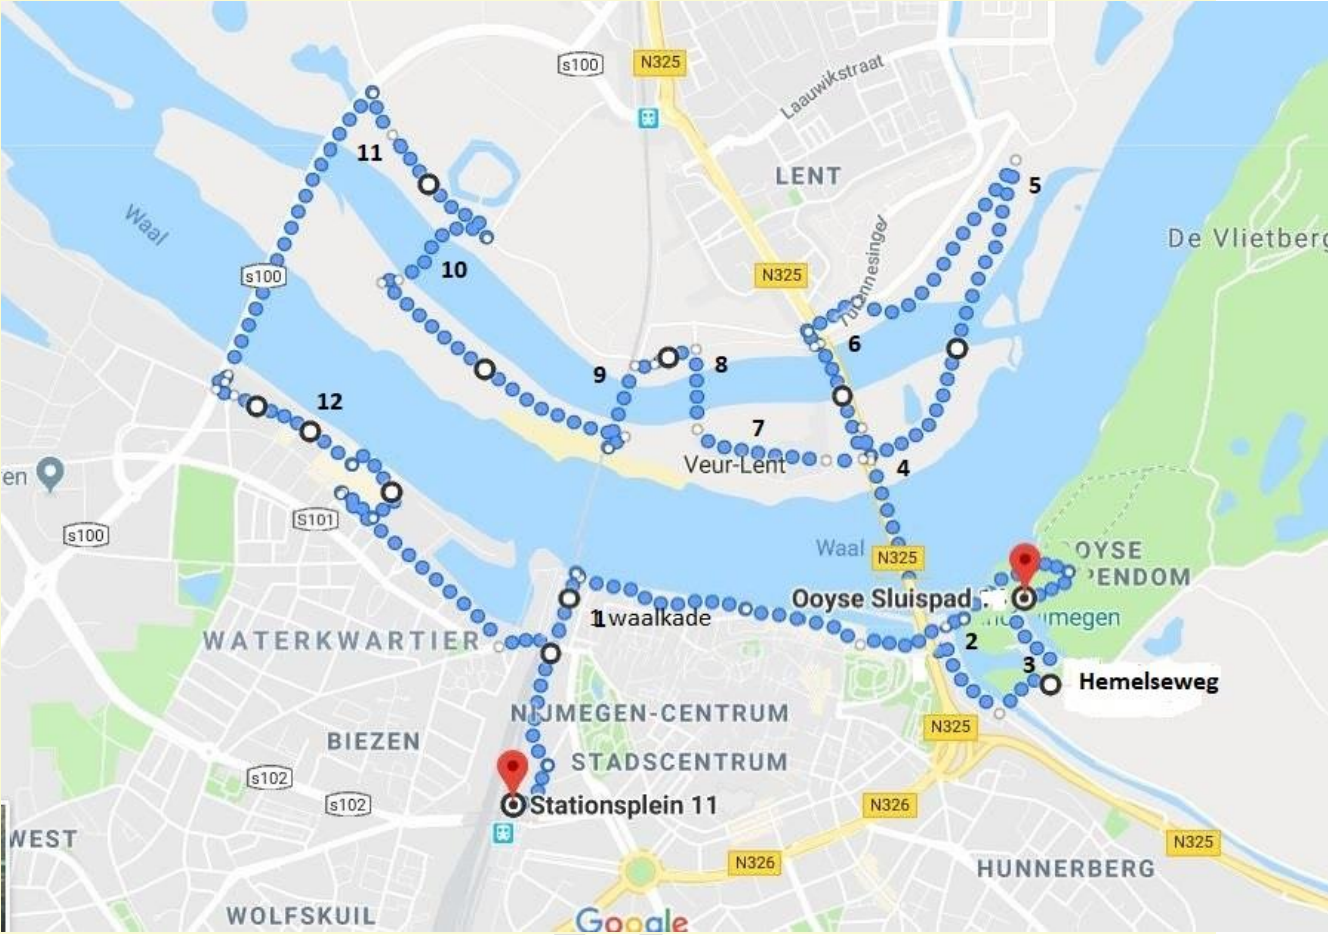 s100
N325
Laauwikstraat
11
LENT
5
Waal
De Vlietberg
s100
10
N325
6
9
8
12
7
Veur-Lent
4
en
s100
S101
Waal
N325
OYSE
PENDOM
Ooyse Sluispad
1 waalkade
jmegen
WATERKWARTIER
2
3
Hemelseweg
NIJMEGEN-CENTRUM
N325
BIEZEN
STADSCENTRUM
s102
s102
Stationsplein 11
N326
WEST
N325
N326
HUNNERBERG
WOLFSKUIL
Google